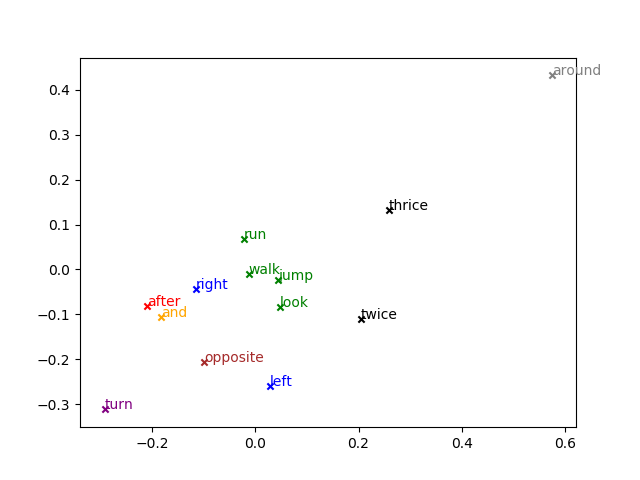 around
0.4
0.3
0.2
thrice
0.1
run
0.0
walk
jump
right
after
look
−0.1
and
twice
−0.2
opposite
left
turn
−0.3
−0.2 0.0 0.2 0.4 0.6